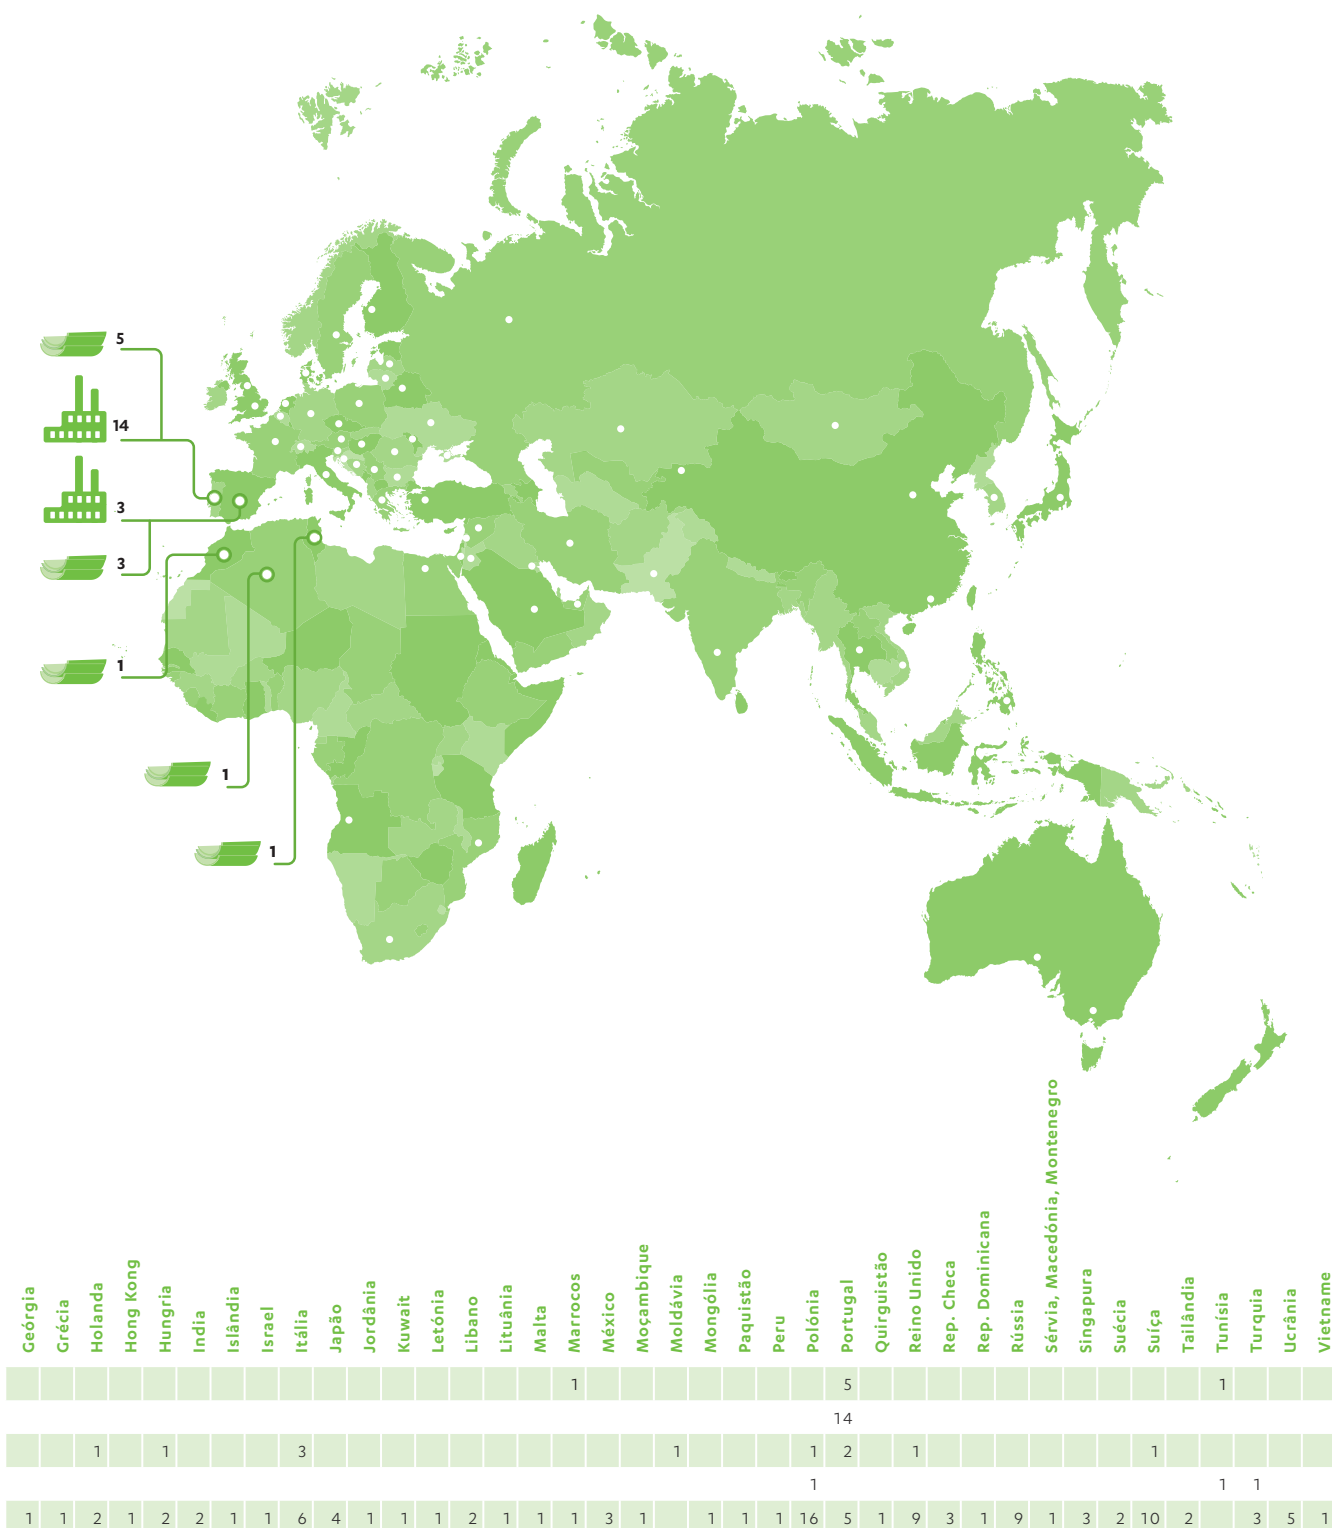 5
14
3
3
1
1
1
Geórgia
Grécia
Holanda
Hong Kong
Hungria
India
Islândia
Israel
Itália
Japão
Jordânia
Kuwait
Letónia
Libano
Lituânia
Malta
Marrocos
México
Moçambique
Moldávia
Mongólia
Paquistão
Peru
Polónia
Portugal
Quirguistão
Reino Unido
Rep. Checa
Rep. Dominicana
Rússia
Sérvia, Macedónia, Montenegro
Singapura
Suécia
Suíça
Tailândia
Tunísia
Turquia
Ucrânia
Vietname
1 5 1
14
1 1 3 1 1 2 1 1
1 1 1
1 1 2 1 2 2 1 1 6 4 1 1 1 2 1 1 1 3 1 1 1 1 16 5 1 9 3 1 9 1 3 2 10 2 3 5 1